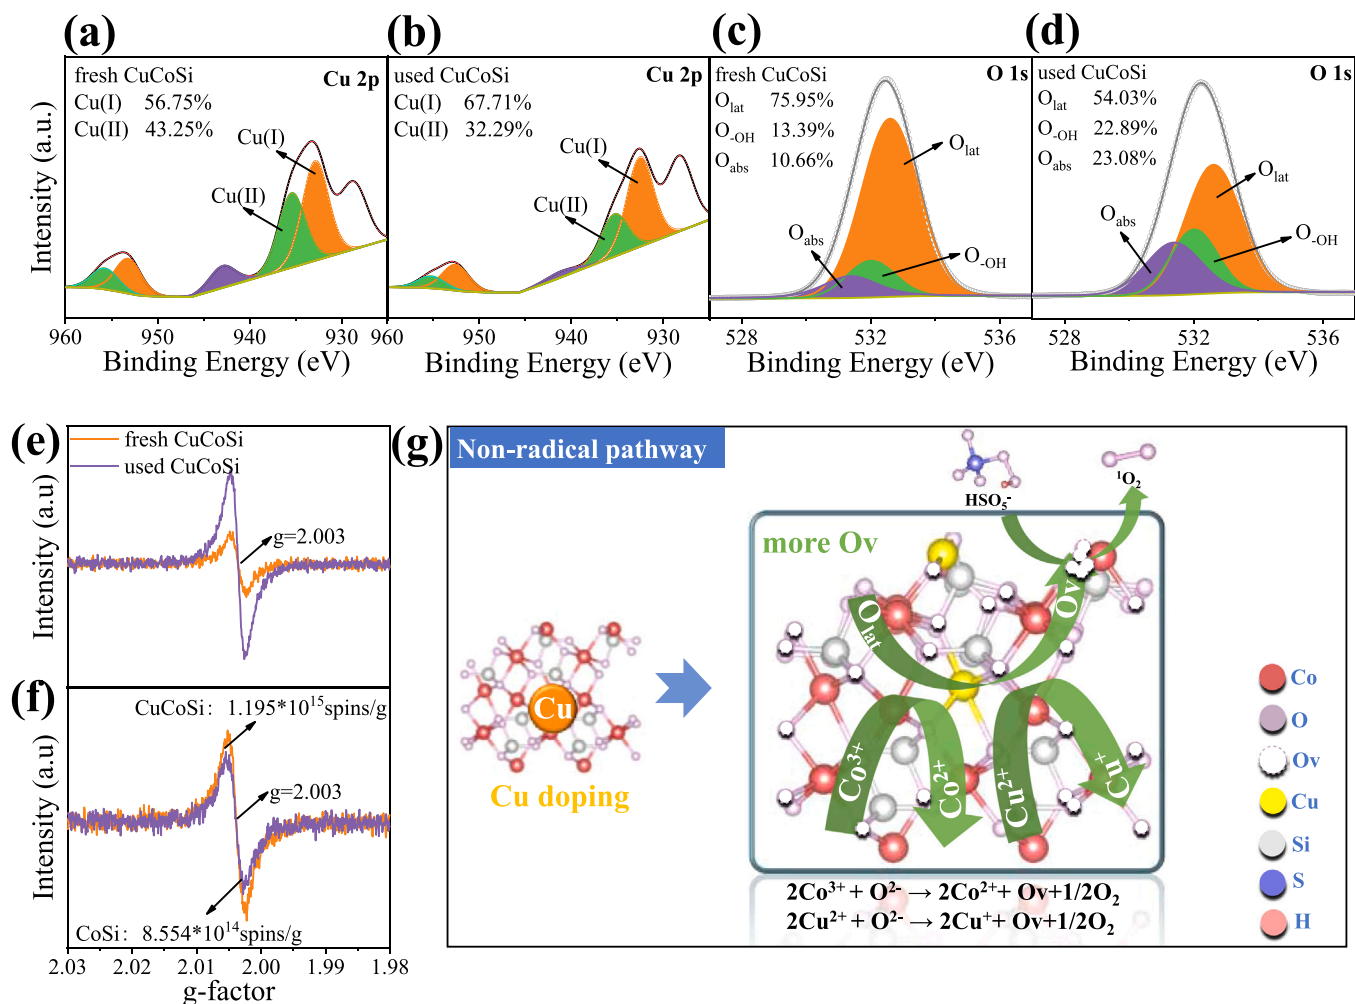 (a)
fresh CuCoSi
Cu 2p
Cu(I) 56.75%
Cu(II) 43.25%
Cu(I)
Cu(II)
960 950 940 930
Binding Energy (eV)
Intensity (a.u.)
(b)
used CuCoSi
Cu 2p
Cu(I) 67.71%
Cu(II) 32.29%
Cu(I)
Cu(II)
960 950 940 930
Binding Energy (eV)
(c)
fresh CuCoSi
O 1s
Olat 75.95%
O-OH 13.39%
Oabs 10.66%
Olat
Oabs
O-OH
528 532 536
Binding Energy (eV)
(d)
used CuCoSi
O 1s
Olat 54.03%
O-OH 22.89%
Oabs 23.08%
Olat
Oabs
O-OH
528 532 536
Binding Energy (eV)
(e)
fresh CuCoSi
used CuCoSi
g=2.003
Intensity (a.u)
(f)
CuCoSi: 1.195*10¹⁵spins/g
g=2.003
CoSi: 8.554*10¹⁴spins/g
Intensity (a.u)
2.03 2.01 2.00 1.99 1.98
g-factor
(g)
Non-radical pathway
HSO₅⁻
¹O₂
more Ov
Olat
Ov
Co³⁺
Co²⁺
Cu²⁺
Cu⁺
Cu
Cu doping
2Co³⁺ + O²⁻ → 2Co²⁺ + Ov+1/2O₂
2Cu²⁺ + O²⁻ → 2Cu⁺ + Ov+1/2O₂
Co
O
Ov
Cu
Si
S
H